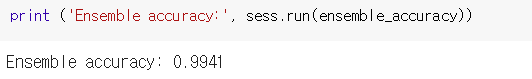 print ('Ensemble accuracy:', sess.run(ensemble_accuracy))
Ensemble accuracy: 0.9941